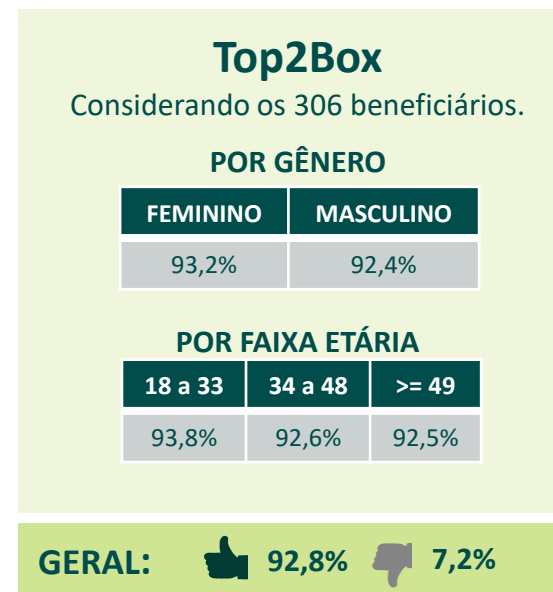 Top2Box
Considerando os 306 beneficiários.
POR GÊNERO
FEMININO MASCULINO
93,2% 92,4%
POR FAIXA ETÁRIA
18 a 33 34 a 48 >= 49
93,8% 92,6% 92,5%
GERAL: 92,8% 7,2%